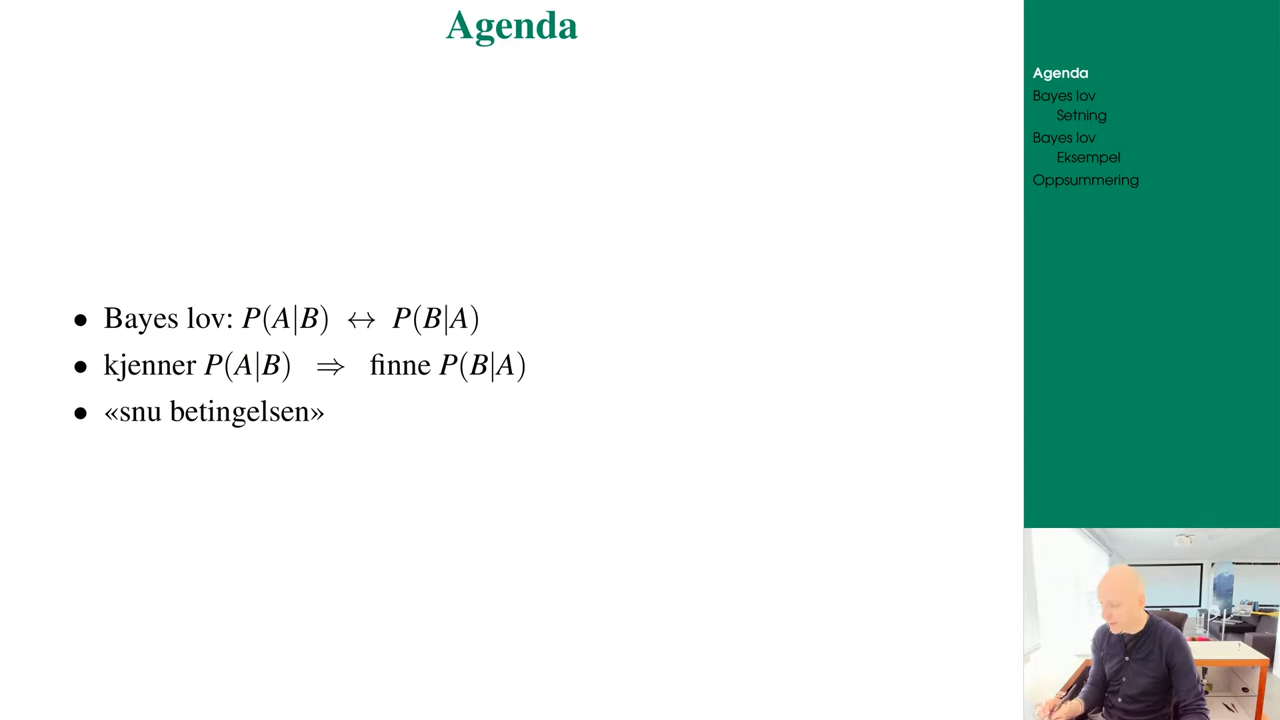 Agenda
• Bayes lov: P(A|B) ↔ P(B|A)
• kjenner P(A|B) ⇒ finne P(B|A)
• «snu betingelsen»
Agenda
Bayes lov
Setning
Bayes lov
Eksempel
Oppsummering